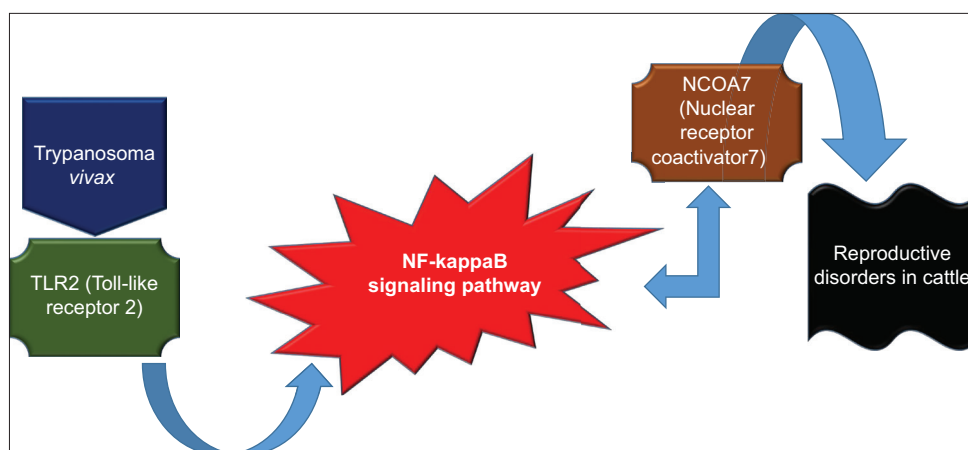 Trypanosoma
vivax
TLR2 (Toll-like
receptor 2)
NF-kappaB
signaling pathway
NCOA7
(Nuclear
receptor
coactivator7)
Reproductive
disorders in cattle